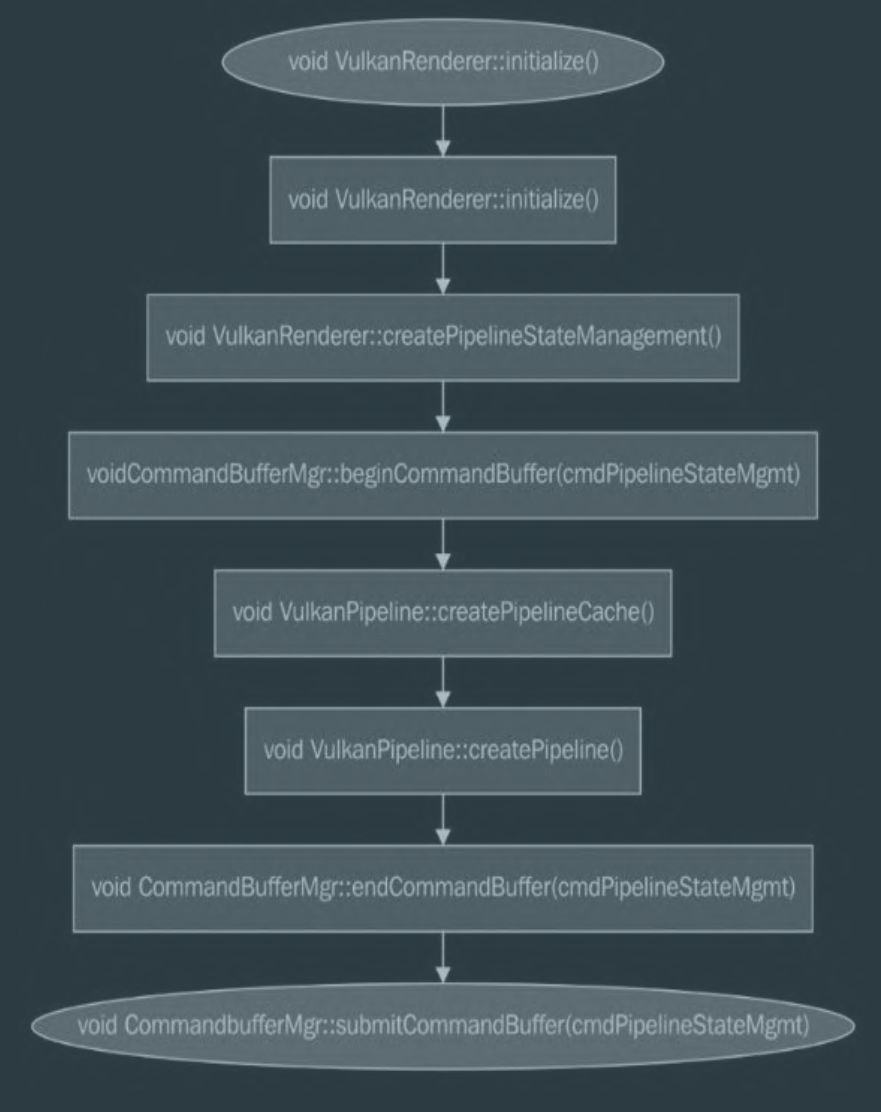 void VulkanRenderer::initialize()
void VulkanRenderer::initialize()
void VulkanRenderer::createPipelineStateManagement()
voidCommandBufferMgr::beginCommandBuffer(cmdPipelineStateMgmt)
void VulkanPipeline::createPipelineCache()
void VulkanPipeline::createPipeline()
void CommandBufferMgr::endCommandBuffer(cmdPipelineStateMgmt)
void CommandbufferMgr::submitCommandBuffer(cmdPipelineStateMgmt)